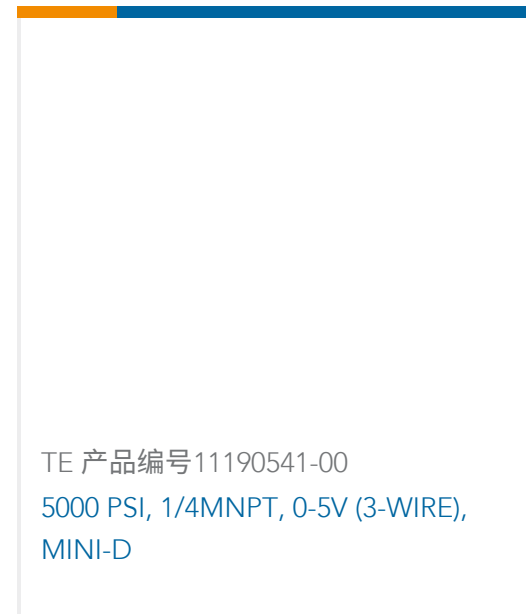 TE 产品编号11190541-00
5000 PSI, 1/4MNPT, 0-5V (3-WIRE),
MINI-D